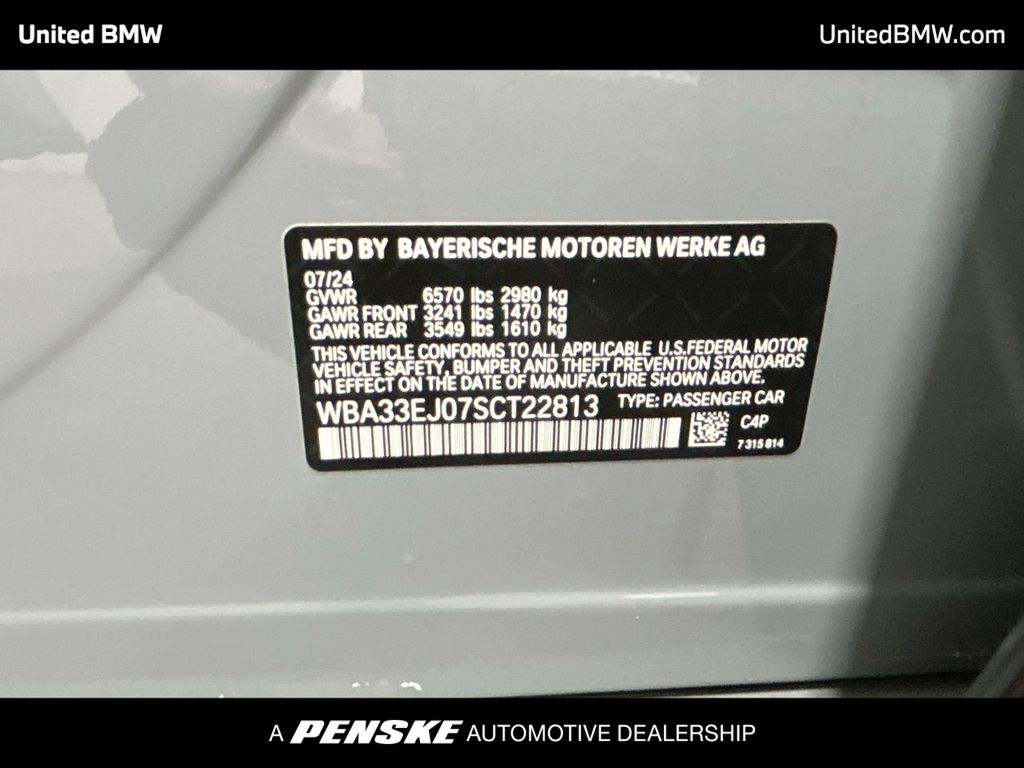 United BMW
UnitedBMW.com
MFD BY BAYERISCHE MOTOREN WERKE AG
07/24
GVWR 6570 lbs 2980 kg
GAWR FRONT 3241 lbs 1470 kg
GAWR REAR 3549 lbs 1610 kg
THIS VEHICLE CONFORMS TO ALL APPLICABLE U.S.FEDERAL MOTOR
VEHICLE SAFETY, BUMPER AND THEFT PREVENTION STANDARDS
IN EFFECT ON THE DATE OF MANUFACTURE SHOWN ABOVE.
WBA33EJ07SCT22813 TYPE: PASSENGER CAR
C4P
7 315 814
A PENSKE AUTOMOTIVE DEALERSHIP